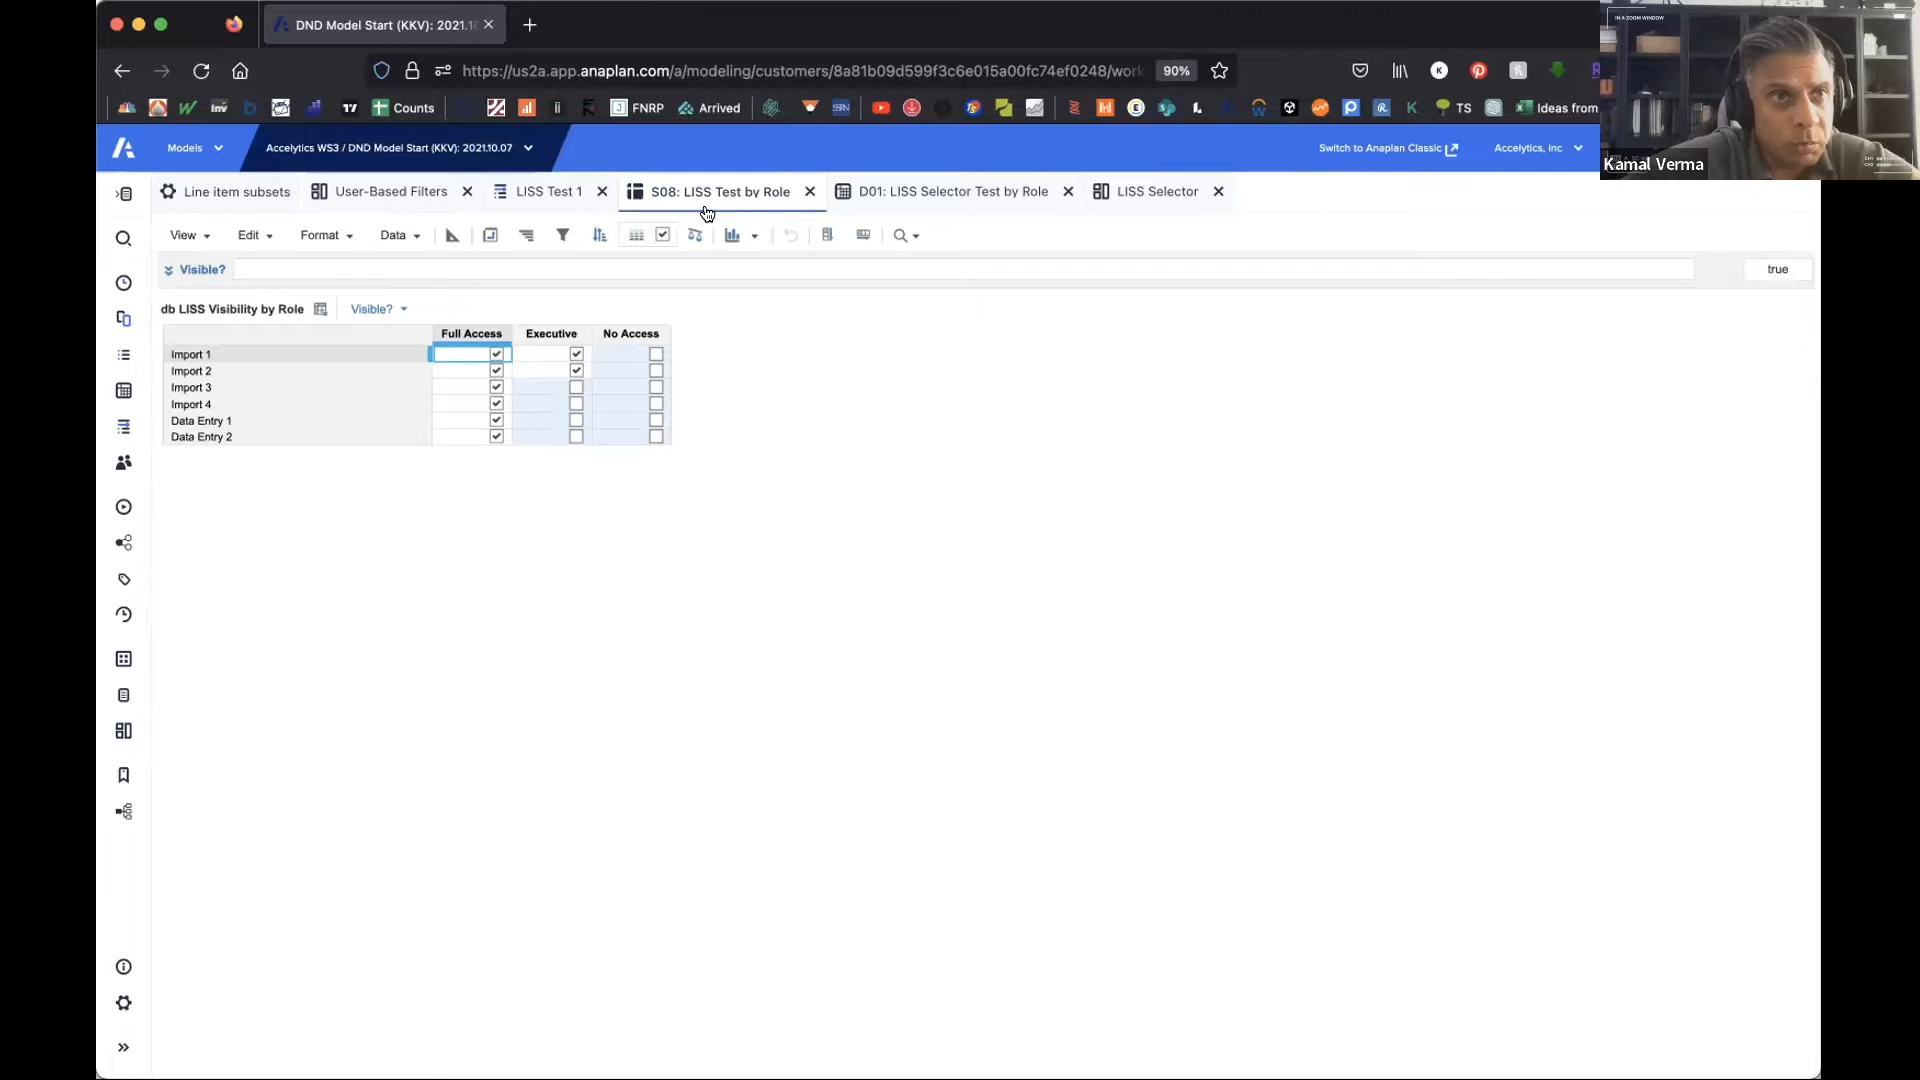 DND Model Start (KKV): 2021.10
IN A ZOOM WINDOW
https://us2a.app.anaplan.com/a/modeling/customers/8a81b09d599f3c6e015a00fc74ef0248/work
90%
Counts
FNRP
Arrived
TS
Ideas from
Kamal Verma
Models
Accelytics WS3 / DND Model Start (KKV): 2021.10.07
Switch to Anaplan Classic
Accelytics, Inc
Line item subsets
User-Based Filters
LISS Test 1
S08: LISS Test by Role
D01: LISS Selector Test by Role
LISS Selector
View
Edit
Format
Data
Visible?
true
db LISS Visibility by Role
Visible?
Full Access
Executive
No Access
Import 1
Import 2
Import 3
Import 4
Data Entry 1
Data Entry 2